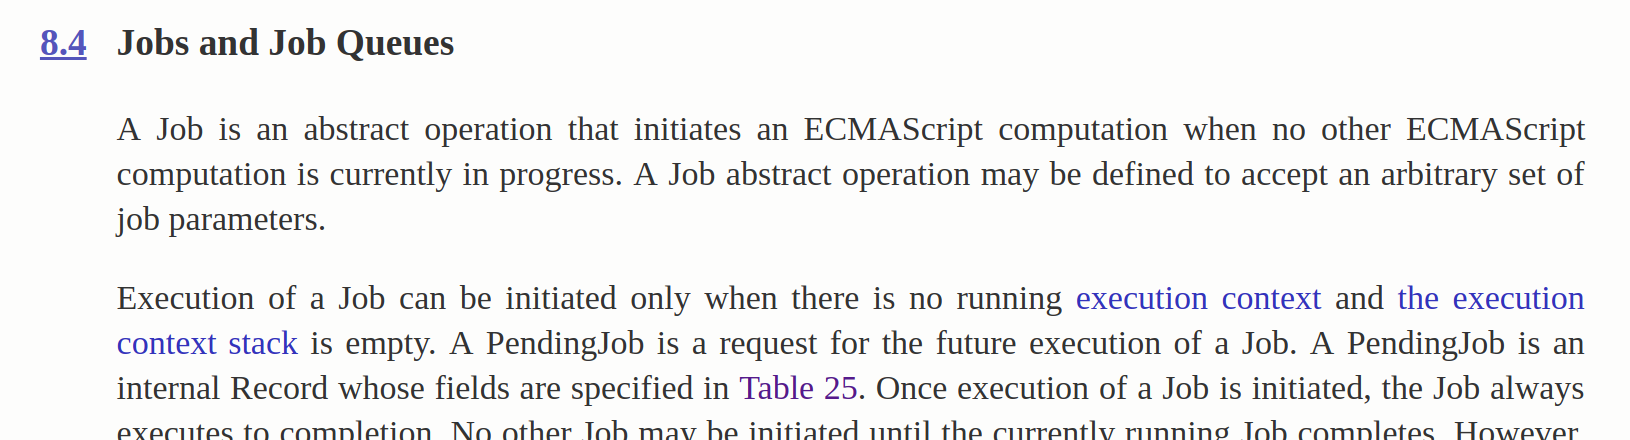 8.4 Jobs and Job Queues
A Job is an abstract operation that initiates an ECMAScript computation when no other ECMAScript
computation is currently in progress. A Job abstract operation may be defined to accept an arbitrary set of
job parameters.
Execution of a Job can be initiated only when there is no running execution context and the execution
context stack is empty. A PendingJob is a request for the future execution of a Job. A PendingJob is an
internal Record whose fields are specified in Table 25. Once execution of a Job is initiated, the Job always
executes to completion. No other Job may be initiated until the currently running Job completes. However,